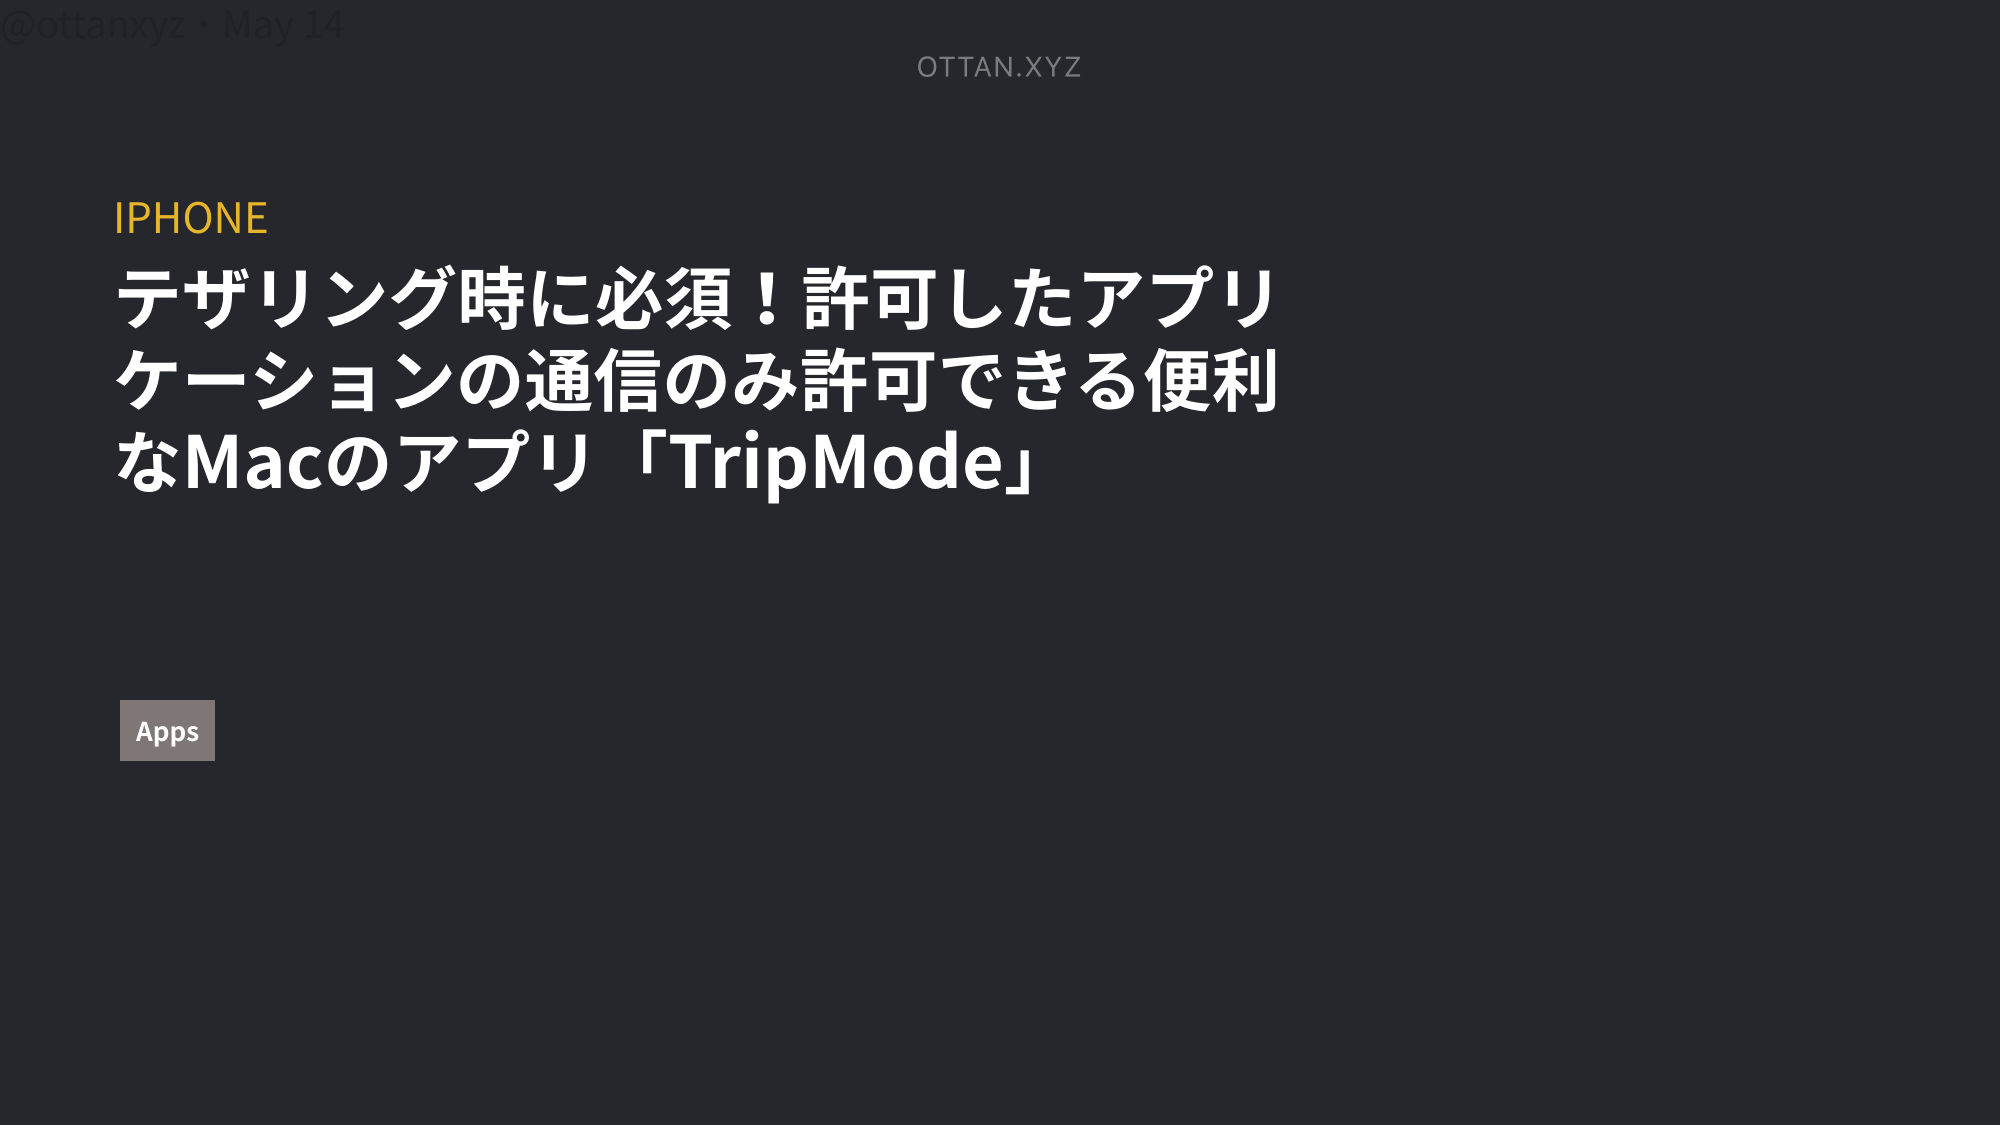 @ottanxyz・May 14
OTTAN.XYZ
IPHONE
テザリング時に必須！許可したアプリ
ケーションの通信のみ許可できる便利
なMacのアプリ「TripMode」
Apps